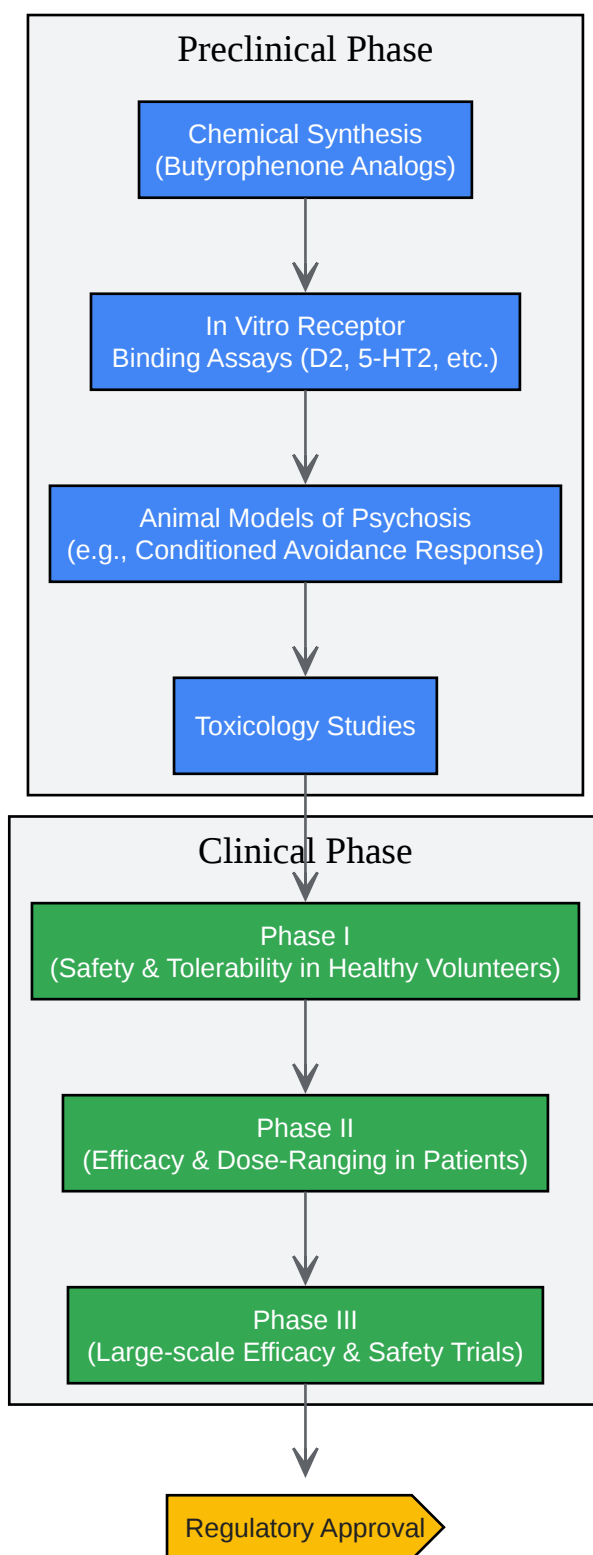 Preclinical Phase
Chemical Synthesis
(Butyrophenone Analogs)
In Vitro Receptor
Binding Assays (D2, 5-HT2, etc.)
Animal Models of Psychosis
(e.g., Conditioned Avoidance Response)
Toxicology Studies
Clinical Phase
Phase I
(Safety & Tolerability in Healthy Volunteers)
Phase II
(Efficacy & Dose-Ranging in Patients)
Phase III
(Large-scale Efficacy & Safety Trials)
Regulatory Approval